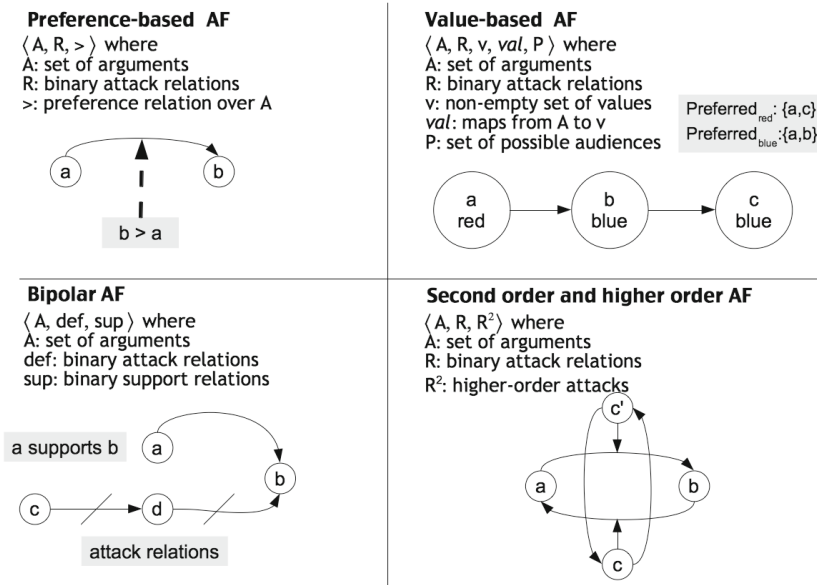 Preference-based AF
⟨ A, R, > ⟩ where
A: set of arguments
R: binary attack relations
>: preference relation over A
a
b
b > a
Value-based AF
⟨ A, R, v, val, P ⟩ where
A: set of arguments
R: binary attack relations
v: non-empty set of values
val: maps from A to v
P: set of possible audiences
Preferred_red: {a,c}
Preferred_blue:{a,b}
a
red
b
blue
c
blue
Bipolar AF
⟨ A, def, sup ⟩ where
A: set of arguments
def: binary attack relations
sup: binary support relations
a supports b
a
b
c
d
attack relations
Second order and higher order AF
⟨ A, R, R² ⟩ where
A: set of arguments
R: binary attack relations
R²: higher-order attacks
c'
a
b
c